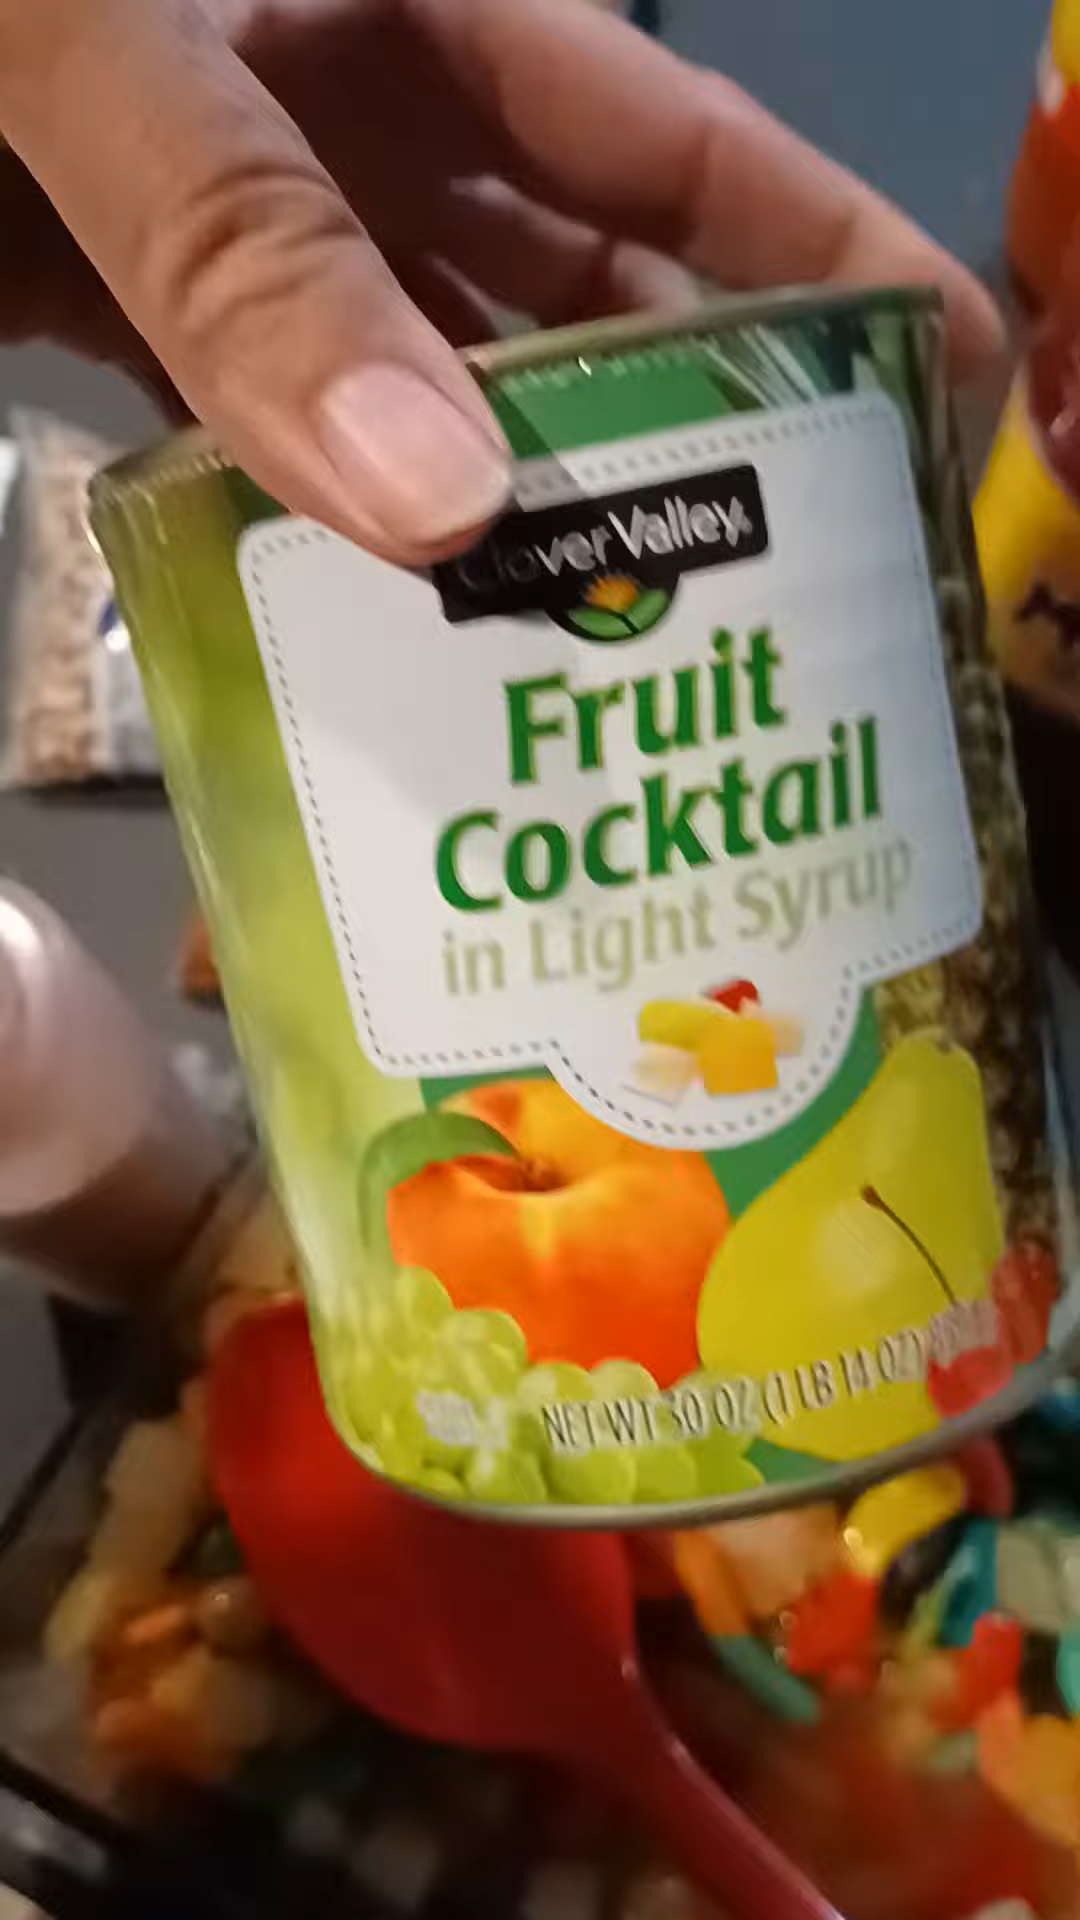 Clover Valley.
Fruit
Cocktail
in Light Syrup
NET WT 30 OZ (1 LB 14 OZ)